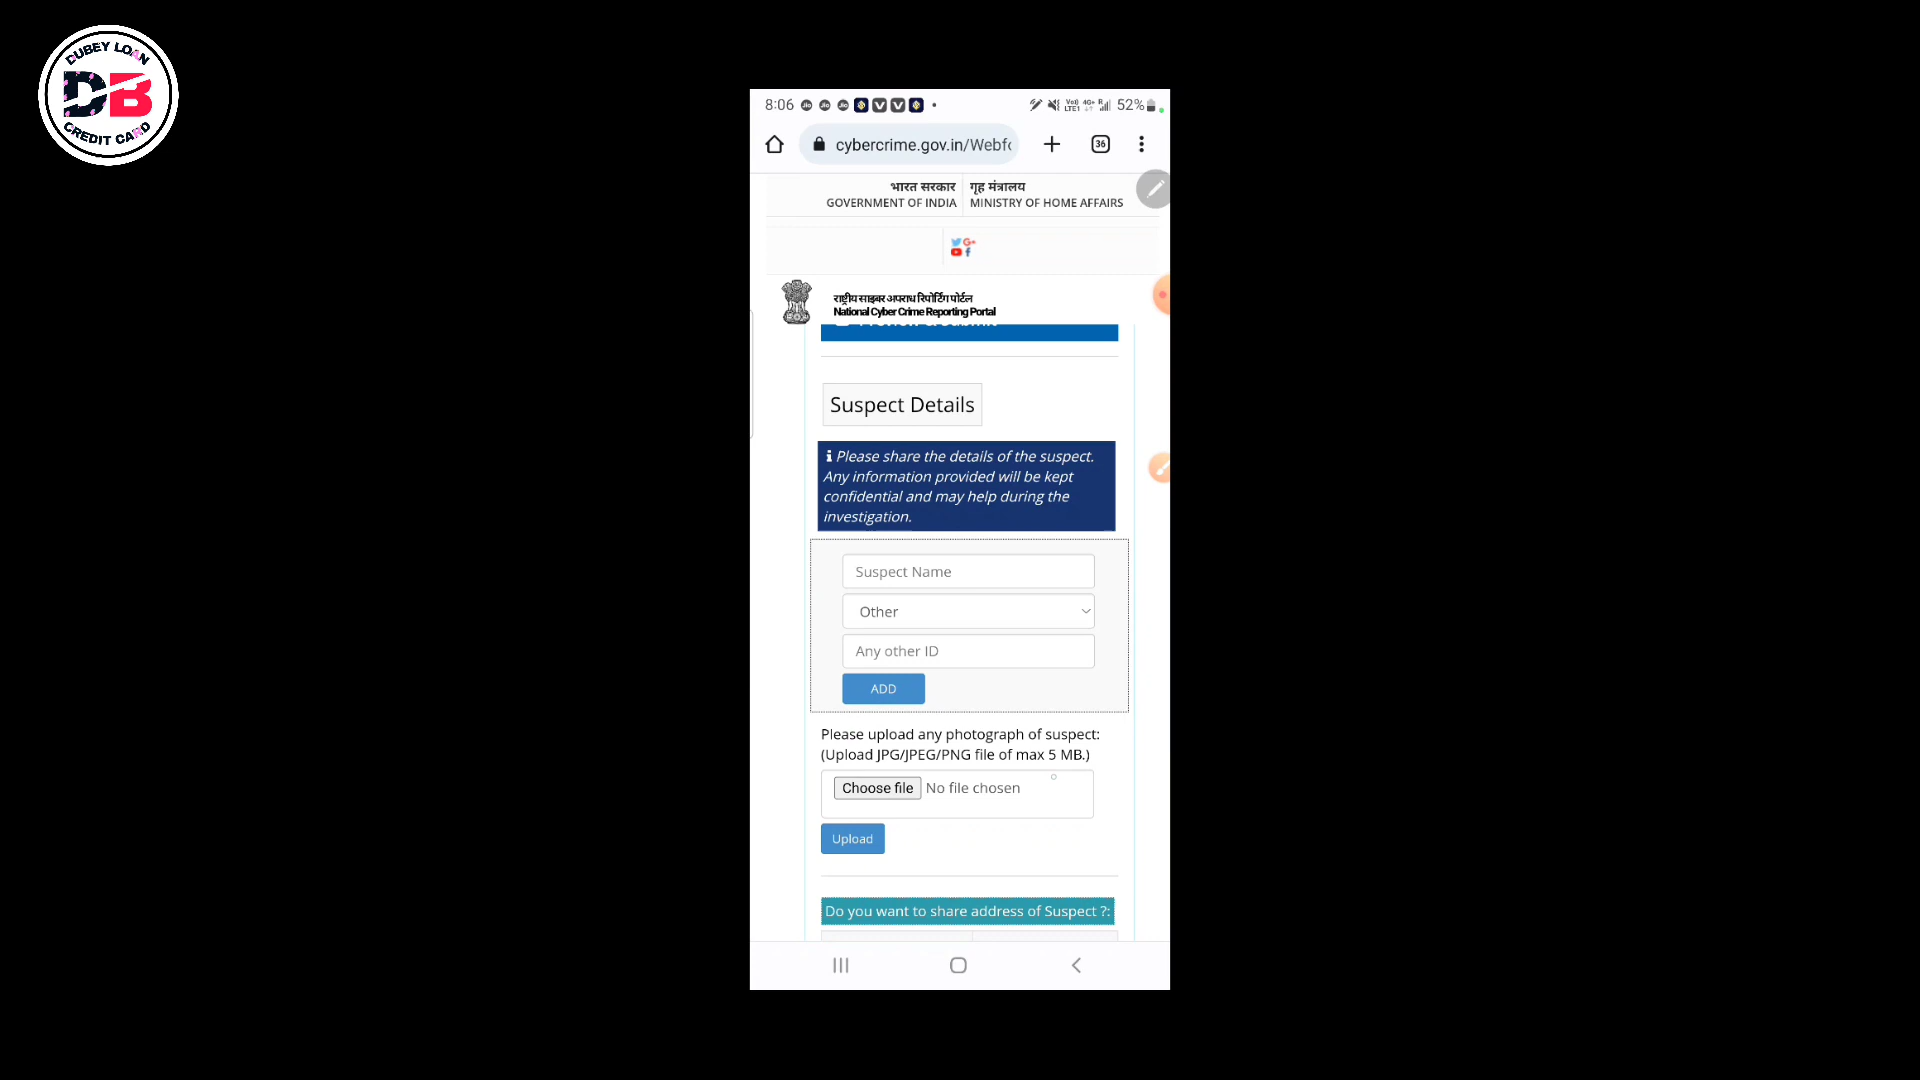 DUBEY LOAN
DB
CREDIT CARD
8:06
52%
cybercrime.gov.in/Webfo
36
भारत सरकार
गृह मंत्रालय
GOVERNMENT OF INDIA
MINISTRY OF HOME AFFAIRS
राष्ट्रीय साइबर अपराध रिपोर्टिंग पोर्टल
National Cyber Crime Reporting Portal
Suspect Details
Please share the details of the suspect.
Any information provided will be kept
confidential and may help during the
investigation.
Suspect Name
Other
Any other ID
ADD
Please upload any photograph of suspect:
(Upload JPG/JPEG/PNG file of max 5 MB.)
Choose file No file chosen
Upload
Do you want to share address of Suspect ?: